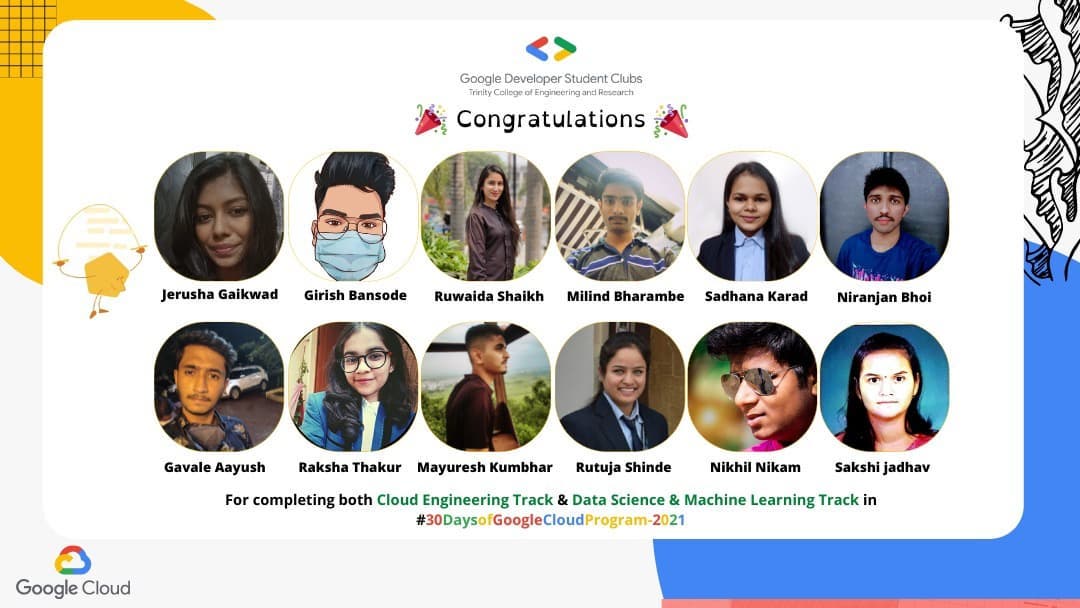 Google Developer Student Clubs
Trinity College of Engineering and Research
Congratulations
Jerusha Gaikwad
Girish Bansode
Ruwaida Shaikh
Milind Bharambe
Sadhana Karad
Niranjan Bhoi
Gavale Aayush
Raksha Thakur
Mayuresh Kumbhar
Rutuja Shinde
Nikhil Nikam
Sakshi jadhav
For completing both Cloud Engineering Track & Data Science & Machine Learning Track in
#30DaysofGoogleCloudProgram-2021
Google Cloud